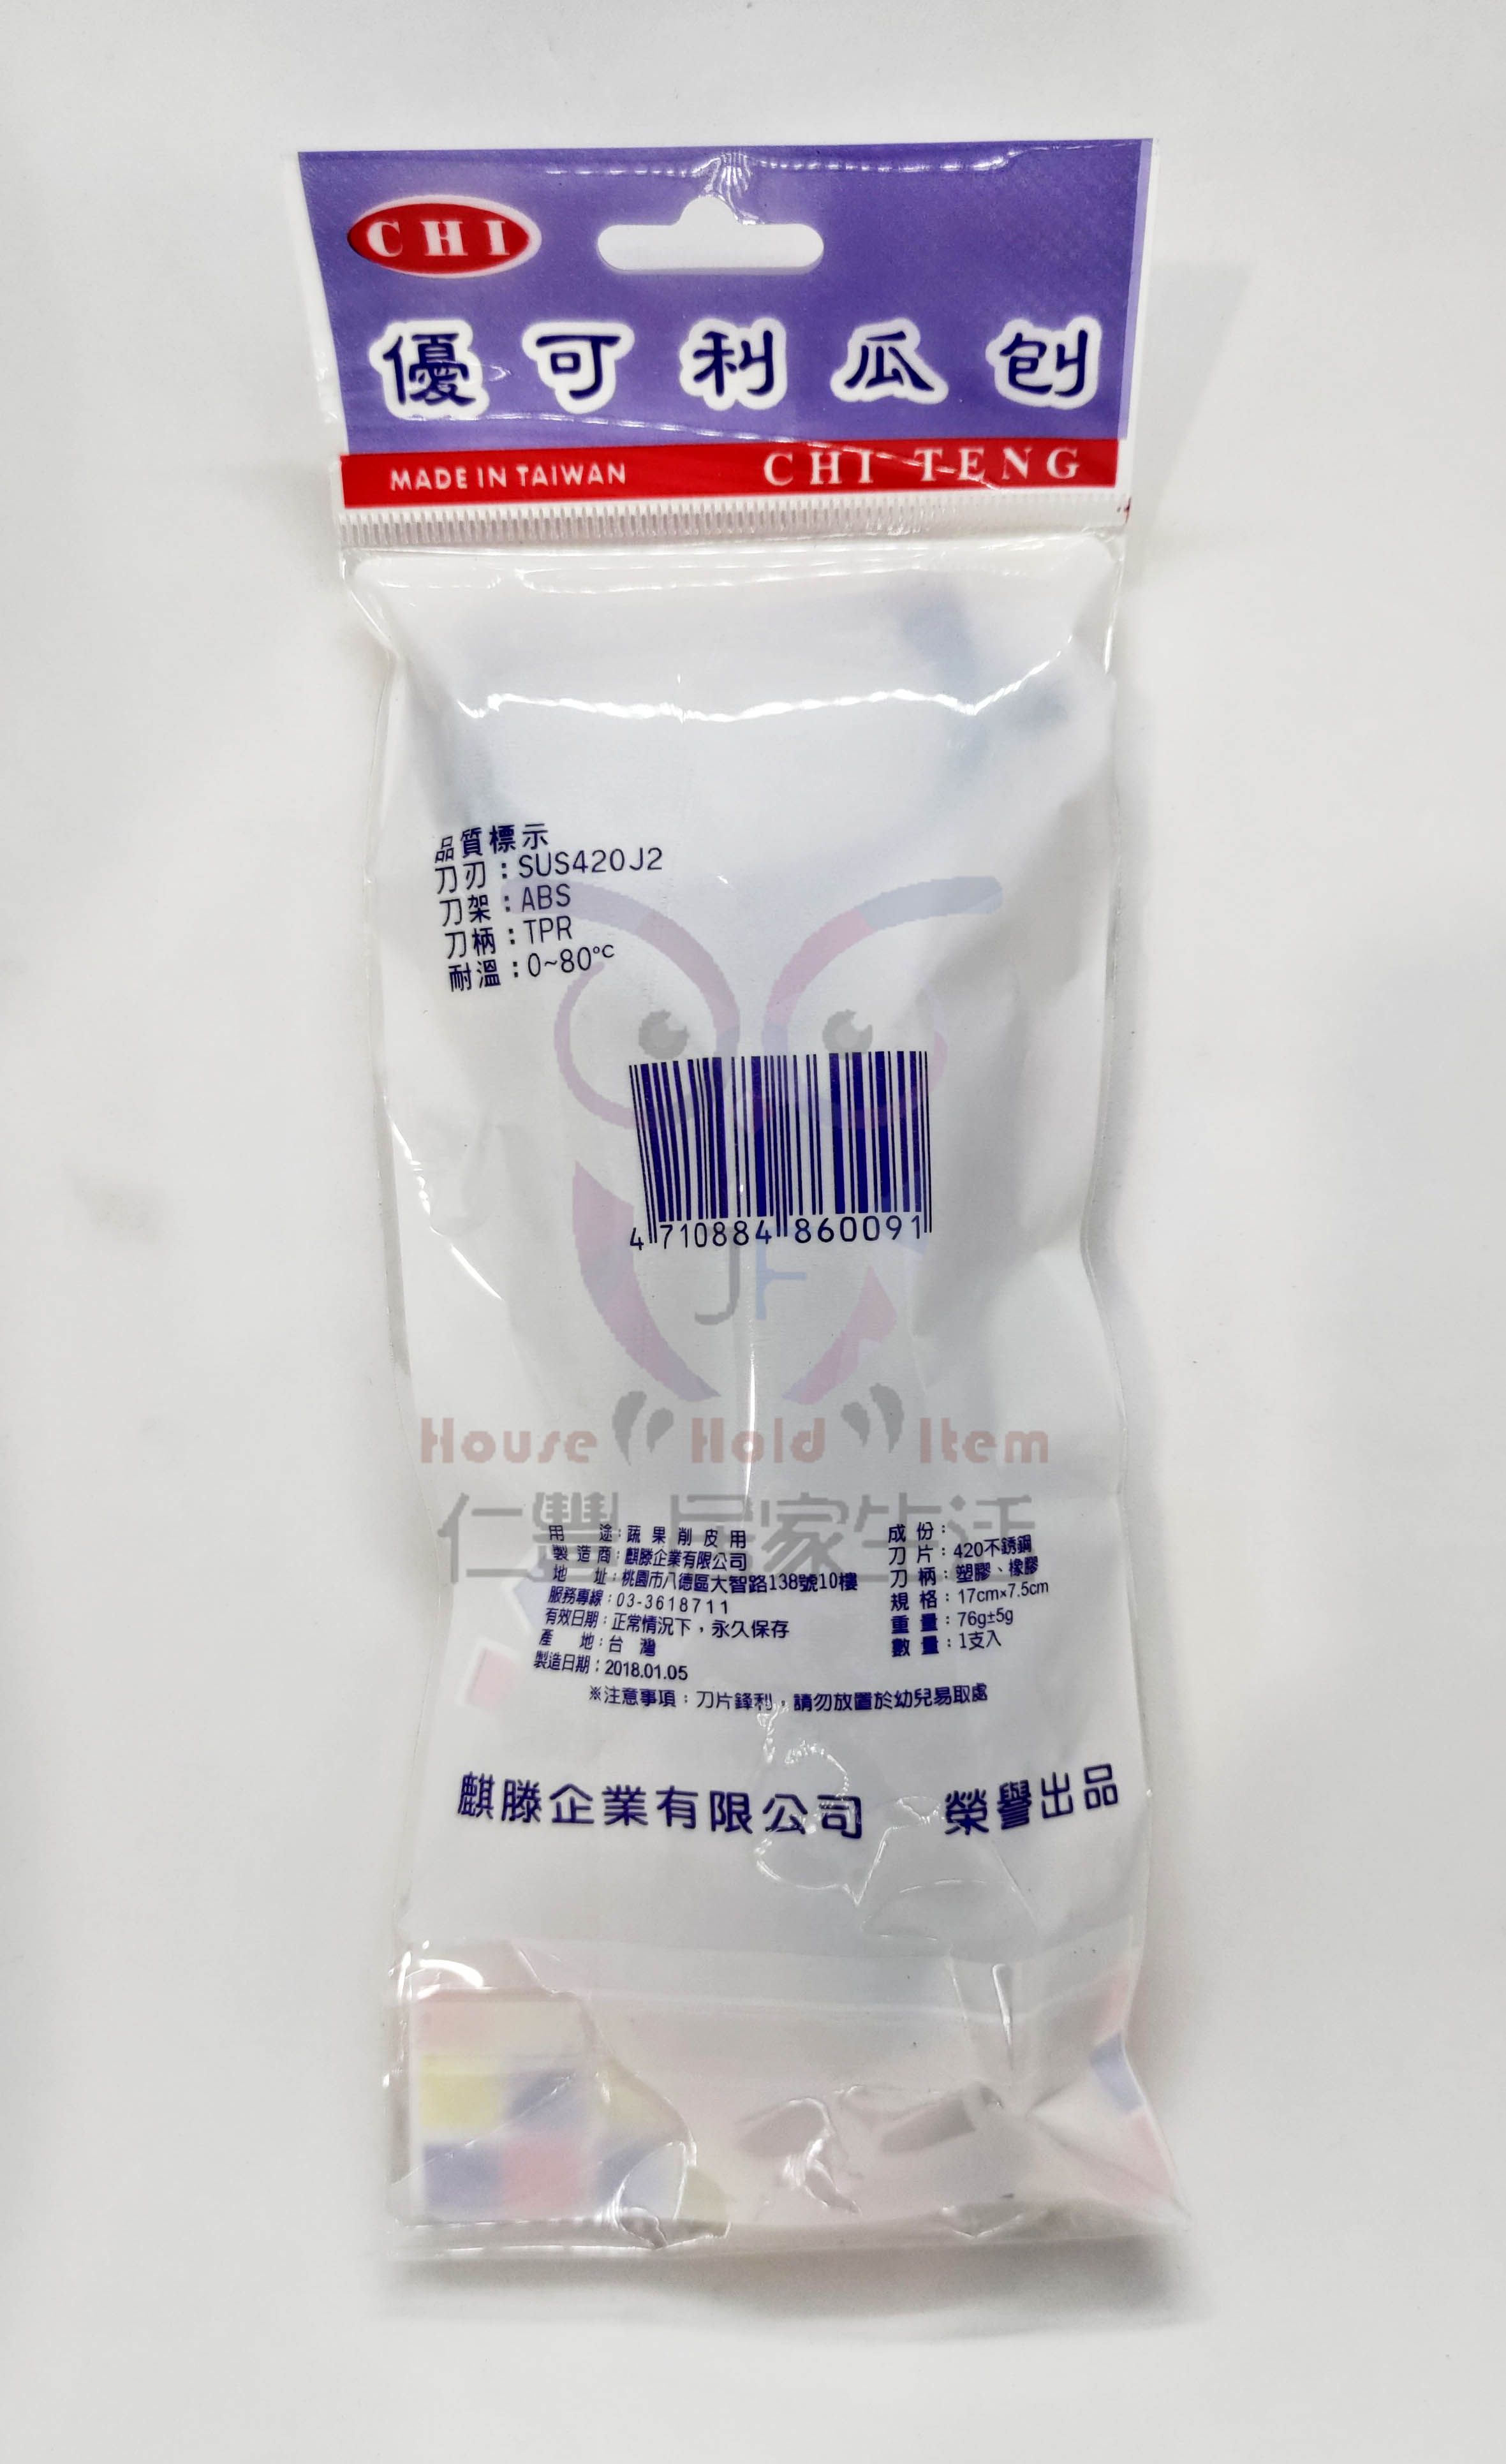 CHI
優可利瓜刨
MADE IN TAIWAN CHI TENG
品質標示
刀刃：SUS420J2
刀架：ABS
刀柄：TPR
耐溫：0~80℃
4 710884 860091
JF
House Hold Item
仁豐 居家生活
用途：蔬果削皮用
製造商：麒滕企業有限公司
地址：桃園市八德區大智路138號10樓
服務專線：03-3618711
有效日期：正常情況下，永久保存
產地：台灣
製造日期：2018.01.05
成份：
刀片：420不銹鋼
刀柄：塑膠、橡膠
規格：17cm×7.5cm
重量：76g±5g
數量：1支入
※注意事項：刀片鋒利，請勿放置於幼兒易取處
麒滕企業有限公司 榮譽出品